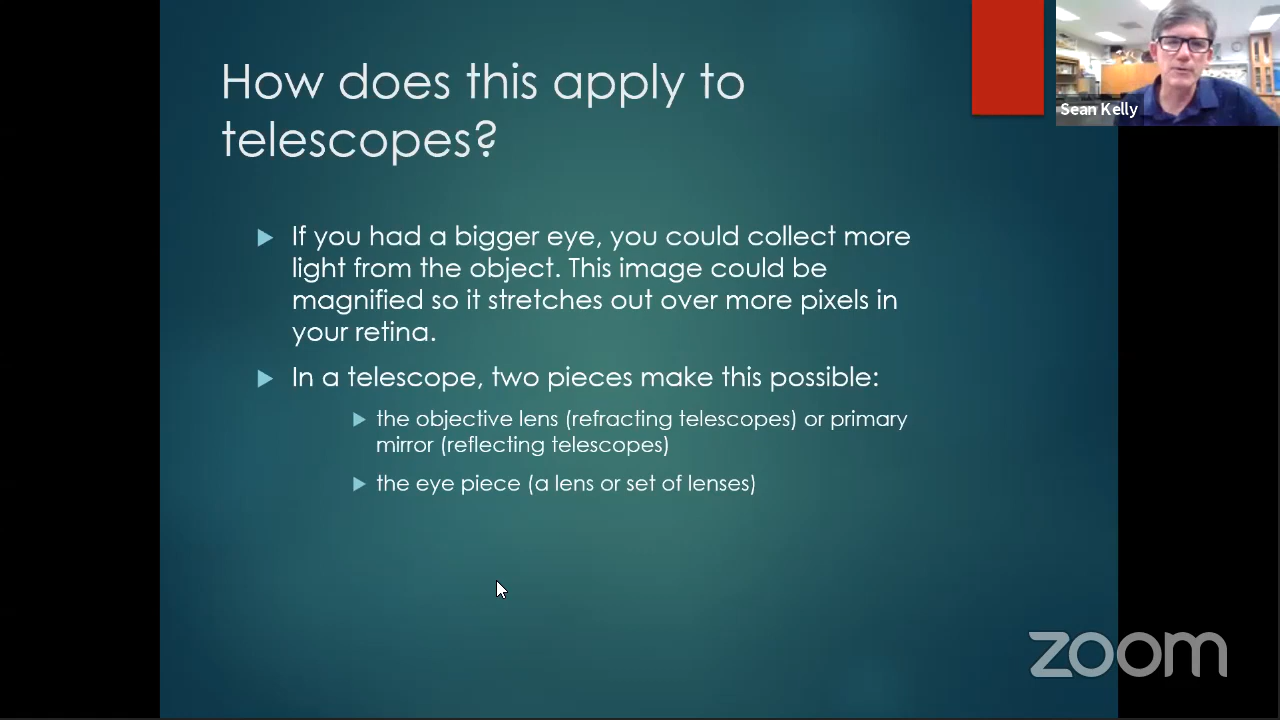 How does this apply to
telescopes?
Sean Kelly
If you had a bigger eye, you could collect more
light from the object. This image could be
magnified so it stretches out over more pixels in
your retina.
In a telescope, two pieces make this possible:
the objective lens (refracting telescopes) or primary
mirror (reflecting telescopes)
the eye piece (a lens or set of lenses)
zoom